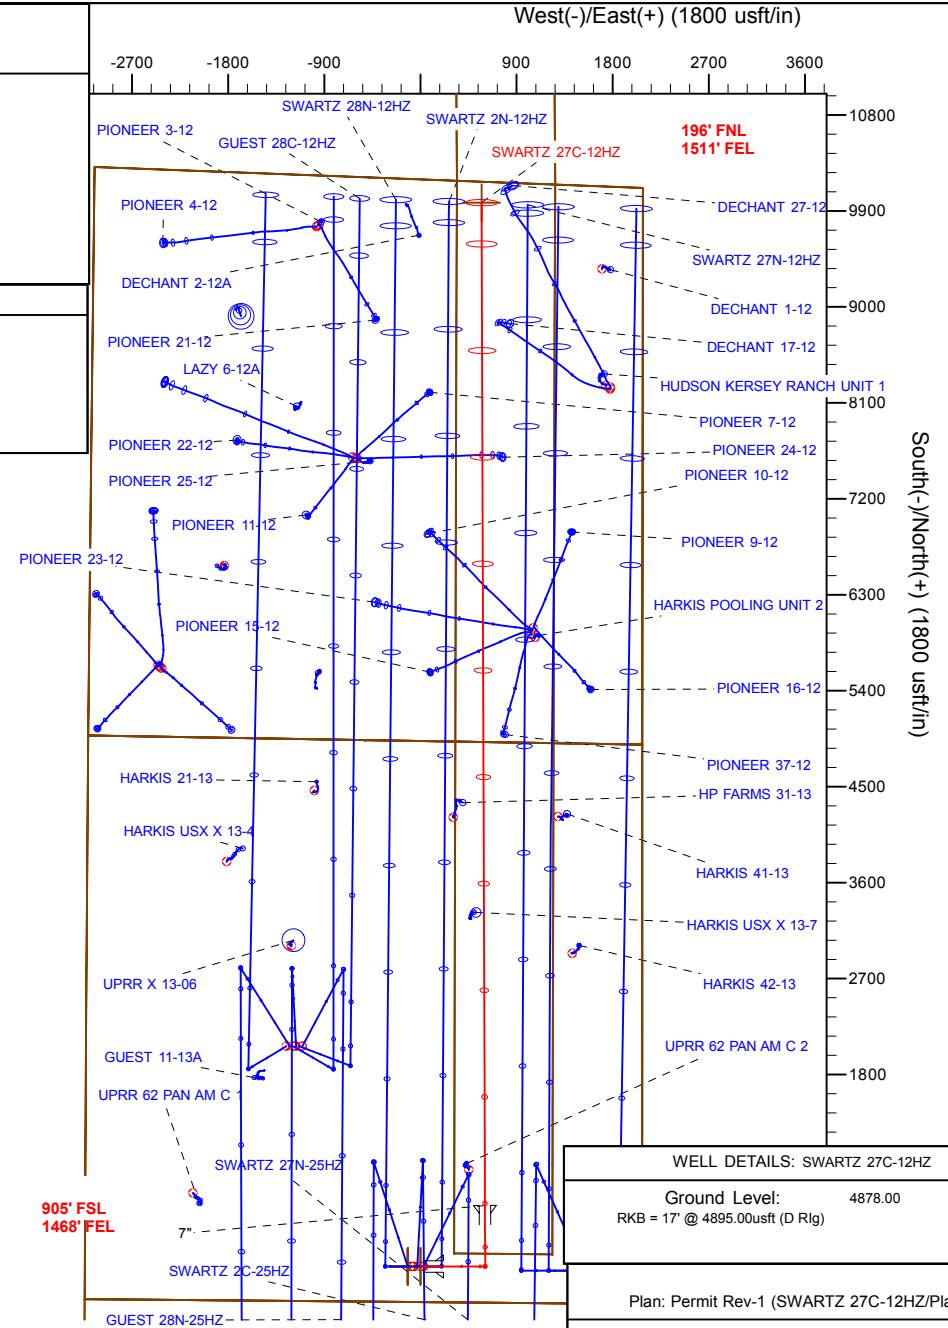 West(-)/East(+) (1800 usft/in)
-2700 -1800 -900 900 1800 2700 3600
SWARTZ 28N-12HZ
SWARTZ 2N-12HZ
PIONEER 3-12
GUEST 28C-12HZ
SWARTZ 27C-12HZ
196' FNL
1511' FEL
10800
PIONEER 4-12
DECHANT 27-12
9900
SWARTZ 27N-12HZ
DECHANT 2-12A
DECHANT 1-12
9000
PIONEER 21-12
DECHANT 17-12
LAZY 6-12A
HUDSON KERSEY RANCH UNIT 1
8100
PIONEER 7-12
PIONEER 22-12
PIONEER 24-12
PIONEER 25-12
PIONEER 10-12
7200
PIONEER 11-12
PIONEER 9-12
PIONEER 23-12
HARKIS POOLING UNIT 2
6300
PIONEER 15-12
PIONEER 16-12
5400
South(-)/North(+) (1800 usft/in)
PIONEER 37-12
HARKIS 21-13
HP FARMS 31-13
4500
HARKIS USX X 13-4
HARKIS 41-13
3600
HARKIS USX X 13-7
UPRR X 13-06
HARKIS 42-13
2700
GUEST 11-13A
UPRR 62 PAN AM C 2
1800
UPRR 62 PAN AM C 1
SWARTZ 27N-25HZ
905' FSL
1468' FEL
7"
SWARTZ 2C-25HZ
GUEST 28N-25HZ
WELL DETAILS: SWARTZ 27C-12HZ
Ground Level: 4878.00
RKB = 17' @ 4895.00usft (D RIg)
Plan: Permit Rev-1 (SWARTZ 27C-12HZ/Pla